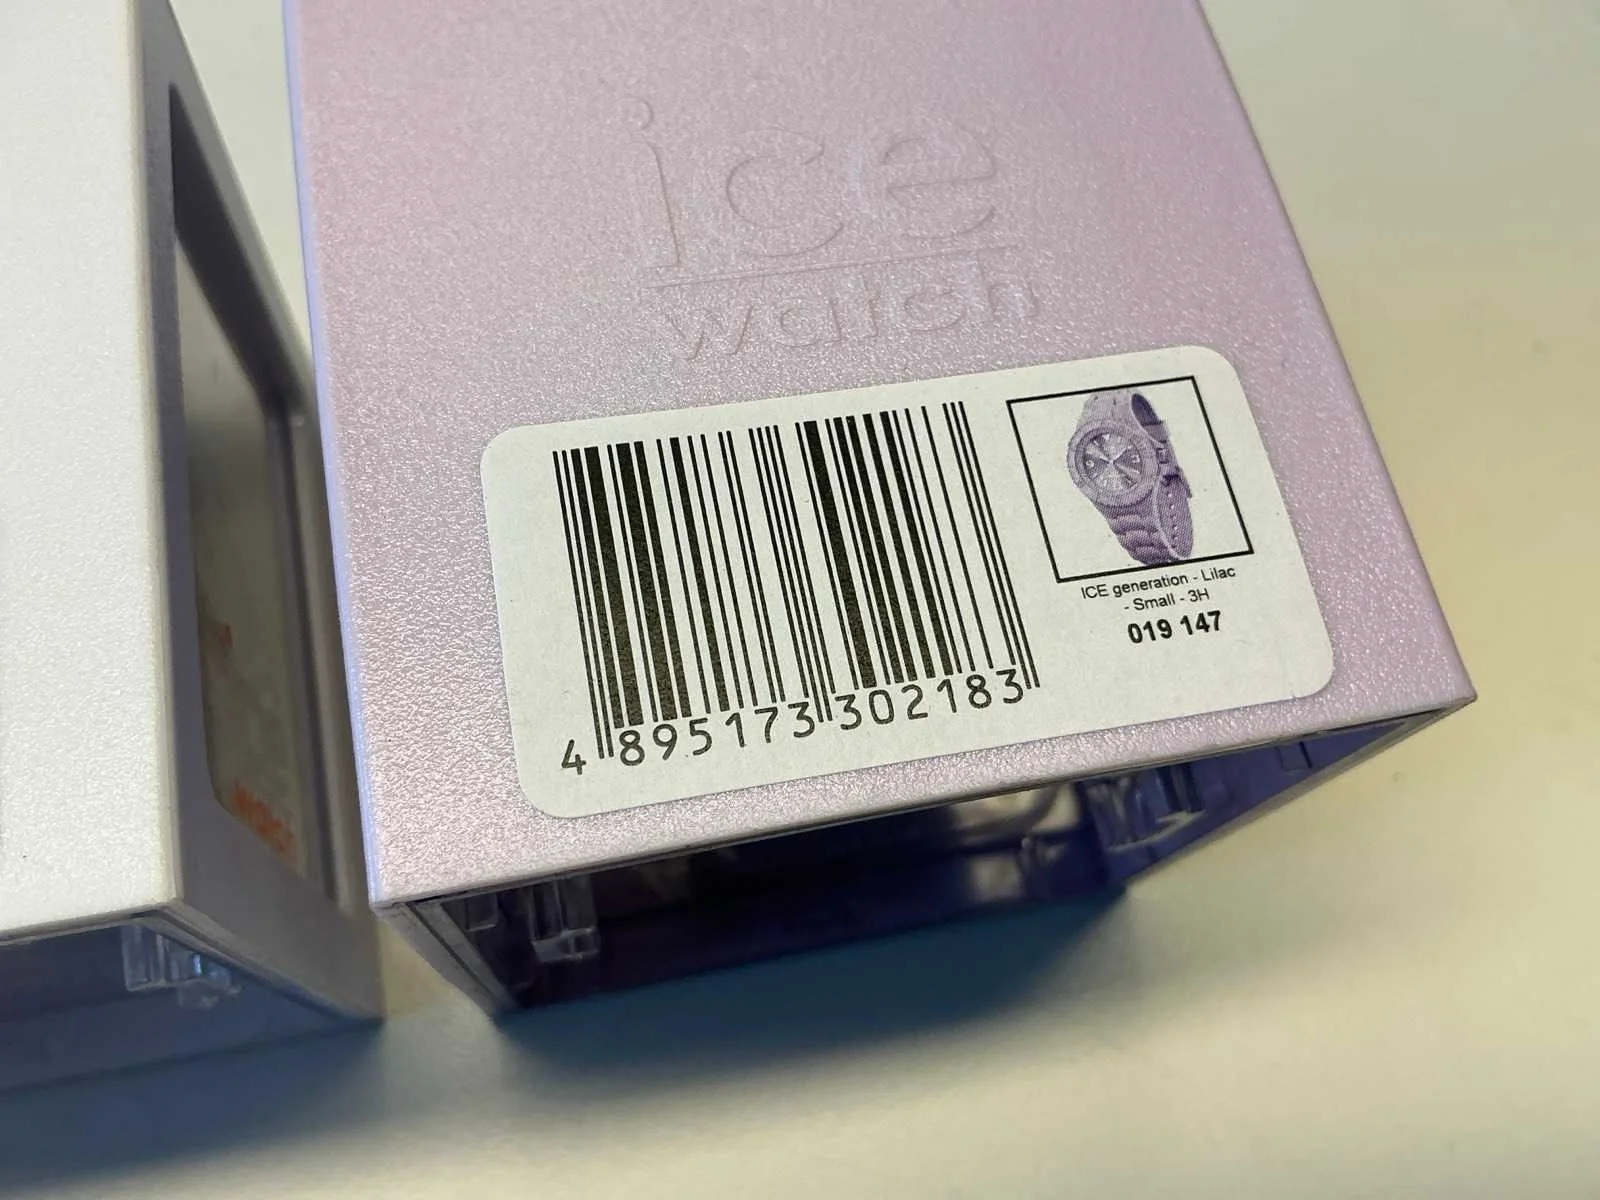 ice
watch
ICE generation - Lilac
- Small - 3H
019 147
4 895173 302183